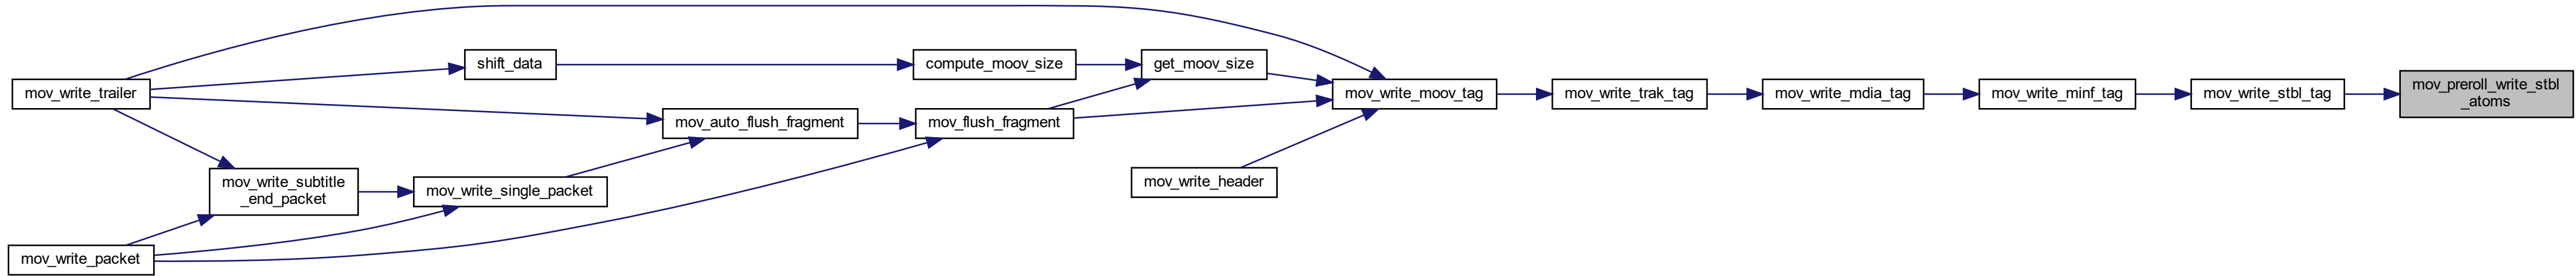 mov_write_trailer
shift_data
compute_moov_size
get_moov_size
mov_write_moov_tag
mov_write_trak_tag
mov_write_mdia_tag
mov_write_minf_tag
mov_write_stbl_tag
mov_preroll_write_stbl
_atoms
mov_auto_flush_fragment
mov_flush_fragment
mov_write_header
mov_write_subtitle
_end_packet
mov_write_single_packet
mov_write_packet